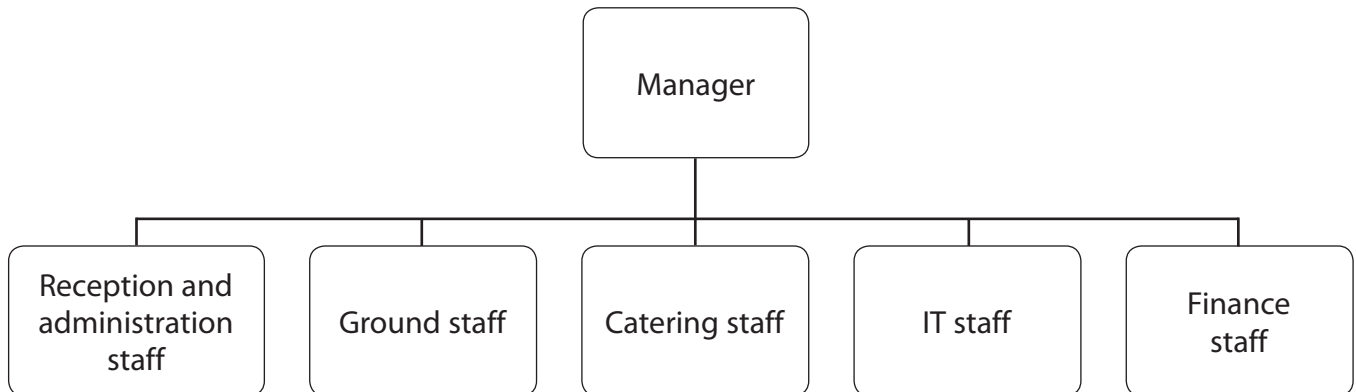 Manager
Reception and
administration
staff
Ground staff
Catering staff
IT staff
Finance
staff